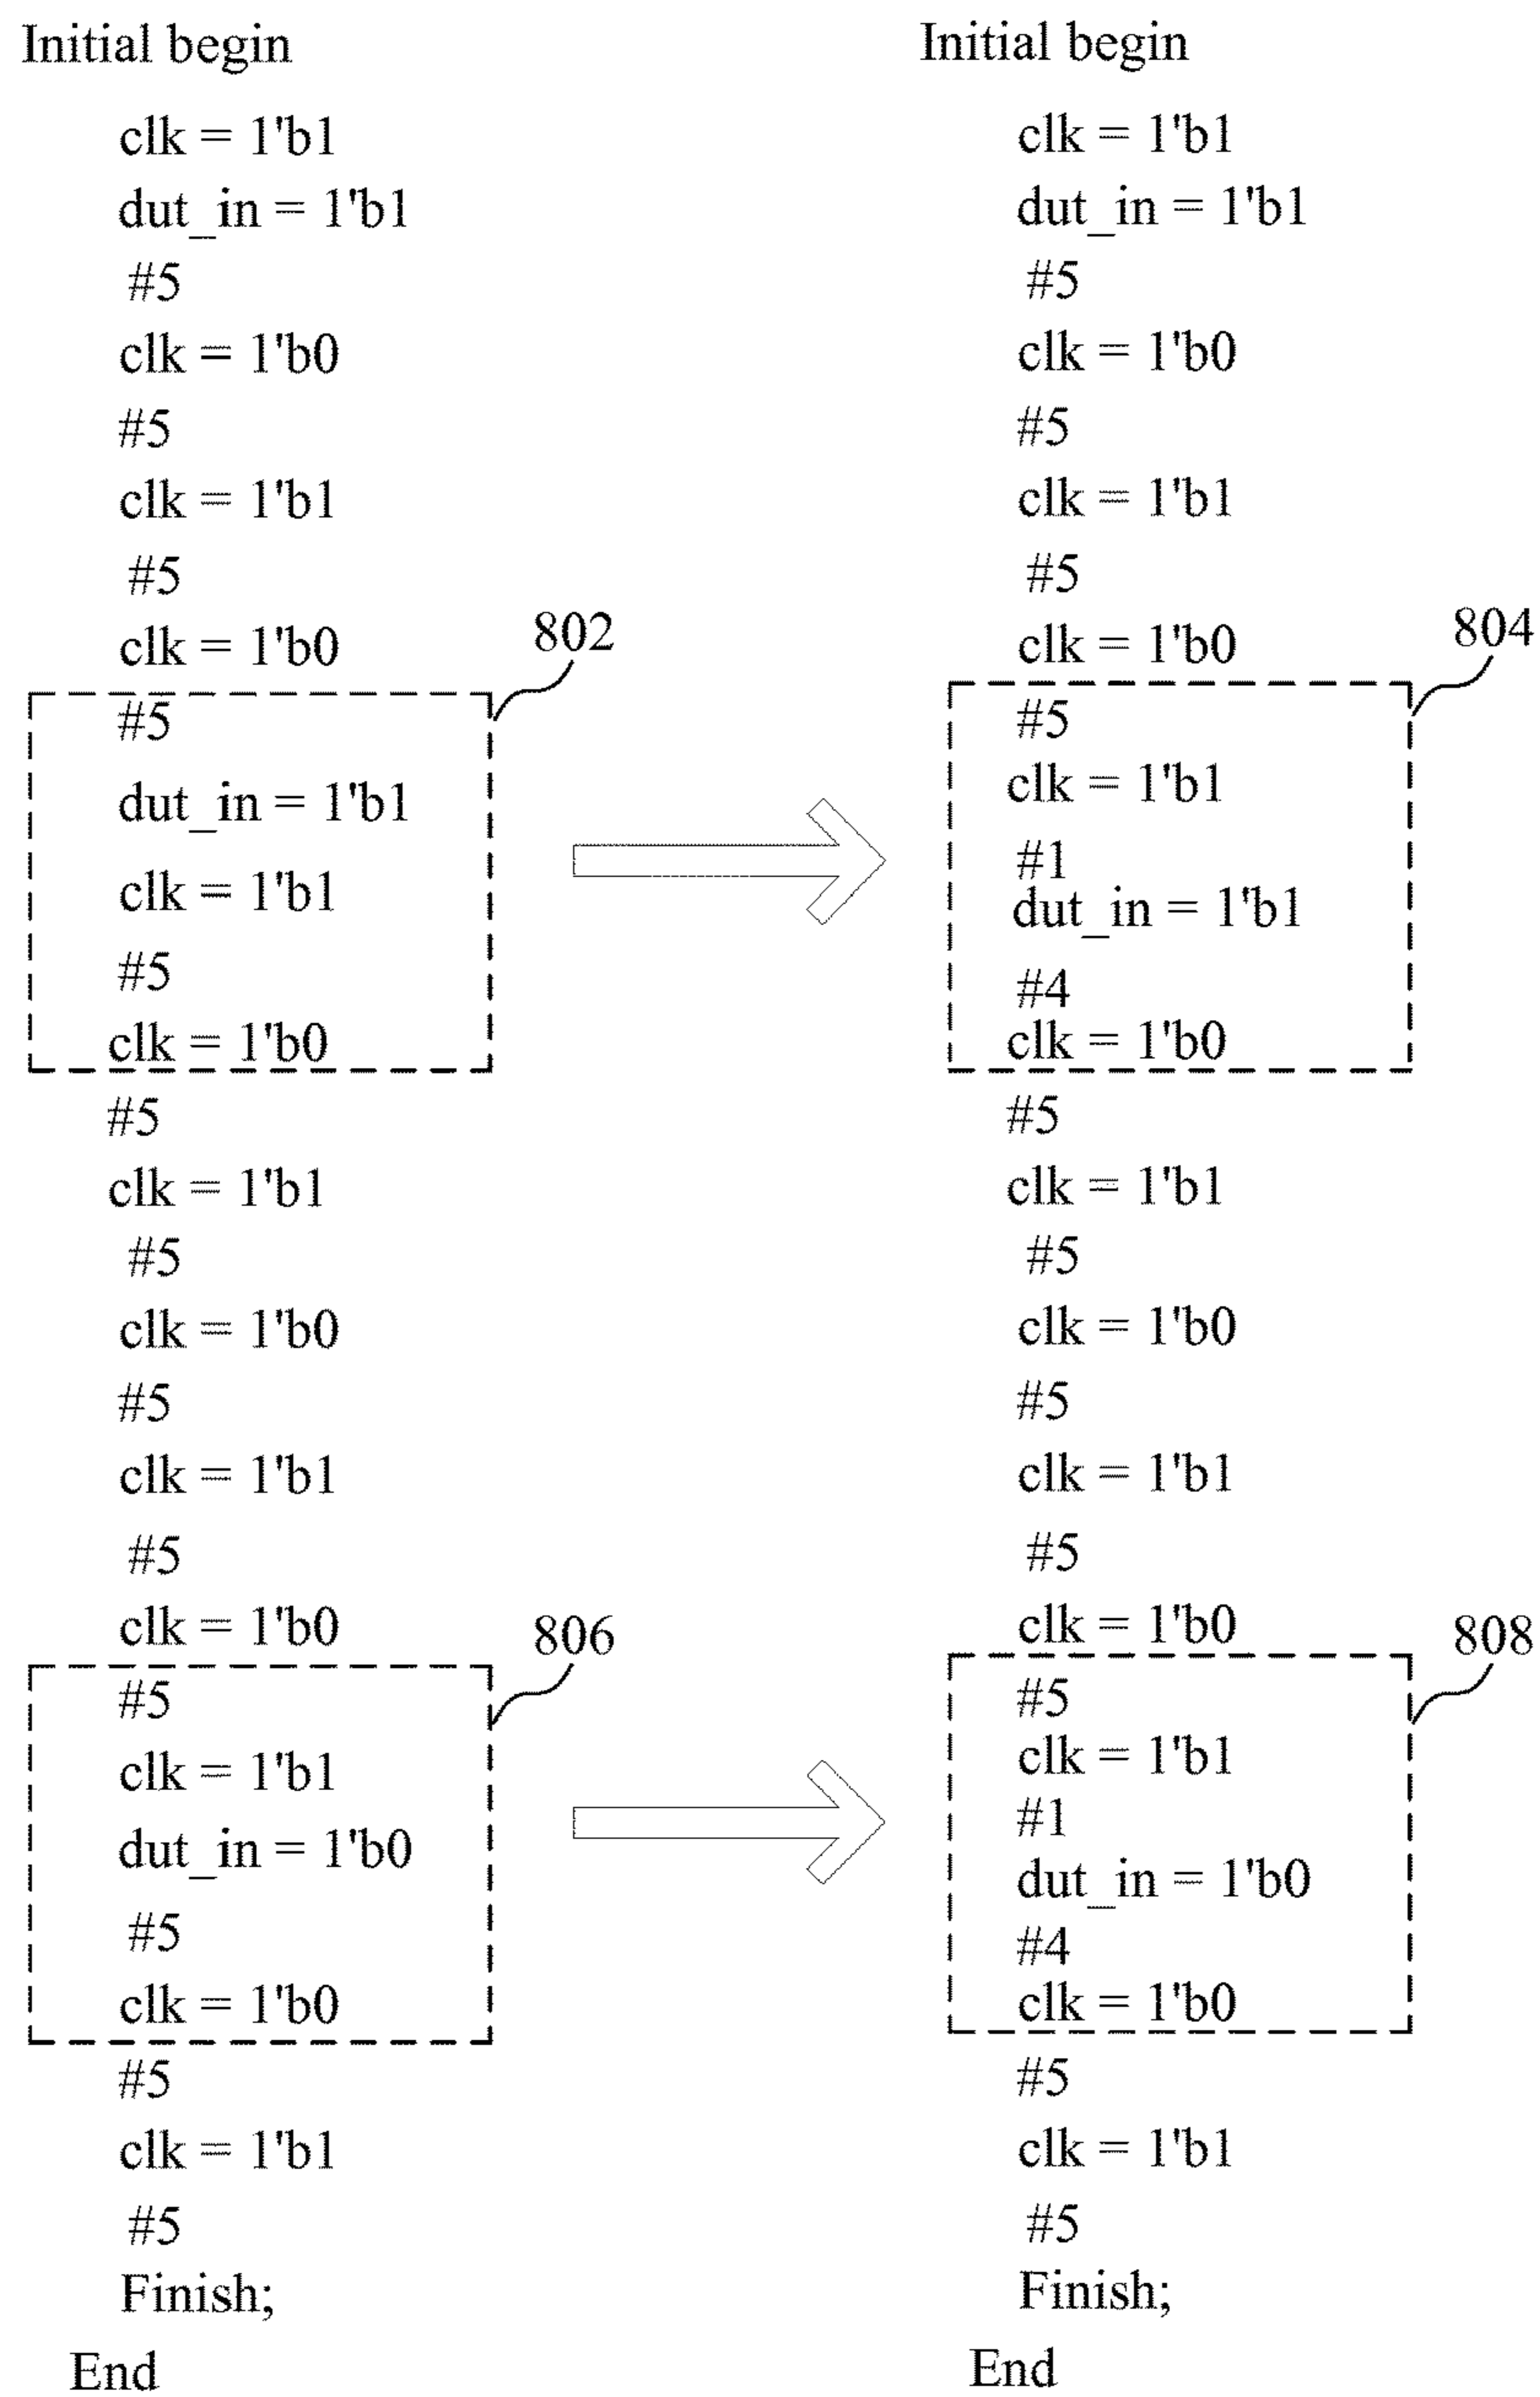 Initial begin
clk = 1'b1
dut_in = 1'b1
#5
clk = 1'b0
#5
clk = 1'b1
#5
clk = 1'b0
802
#5
dut_in = 1'b1
clk = 1'b1
#5
clk = 1'b0
#5
clk = 1'b1
#5
clk = 1'b0
#5
clk = 1'b1
#5
clk = 1'b0
806
#5
clk = 1'b1
dut_in = 1'b0
#5
clk = 1'b0
#5
clk = 1'b1
#5
Finish;
End
Initial begin
clk = 1'b1
dut_in = 1'b1
#5
clk = 1'b0
#5
clk = 1'b1
#5
clk = 1'b0
804
#5
clk = 1'b1
#1
dut_in = 1'b1
#4
clk = 1'b0
#5
clk = 1'b1
#5
clk = 1'b0
#5
clk = 1'b1
#5
clk = 1'b0
808
#5
clk = 1'b1
#1
dut_in = 1'b0
#4
clk = 1'b0
#5
clk = 1'b1
#5
Finish;
End